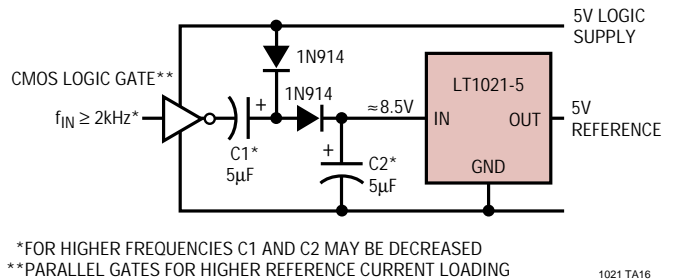 5V LOGIC
SUPPLY
1N914
CMOS LOGIC GATE**
1N914
LT1021-5
fIN ≥ 2kHz*
+
≈8.5V
IN
OUT
5V
REFERENCE
C1*
5µF
+
C2*
5µF
GND
*FOR HIGHER FREQUENCIES C1 AND C2 MAY BE DECREASED
**PARALLEL GATES FOR HIGHER REFERENCE CURRENT LOADING
1021 TA16